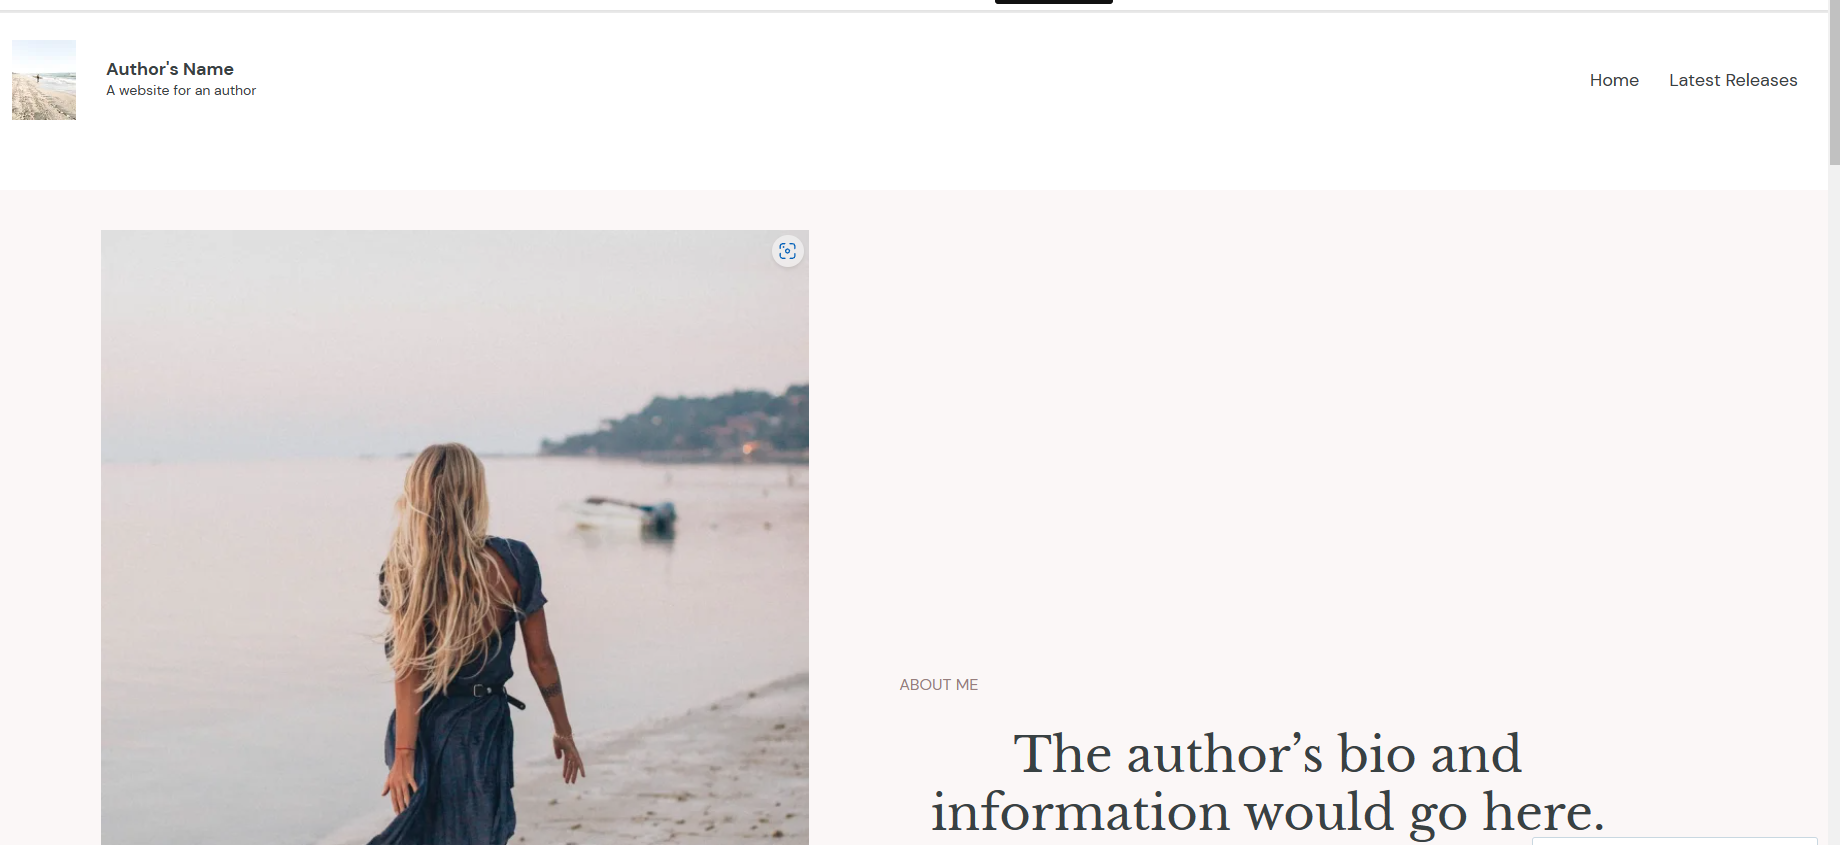 Author's Name
A website for an author
Home Latest Releases
ABOUT ME
The author’s bio and
information would go here.